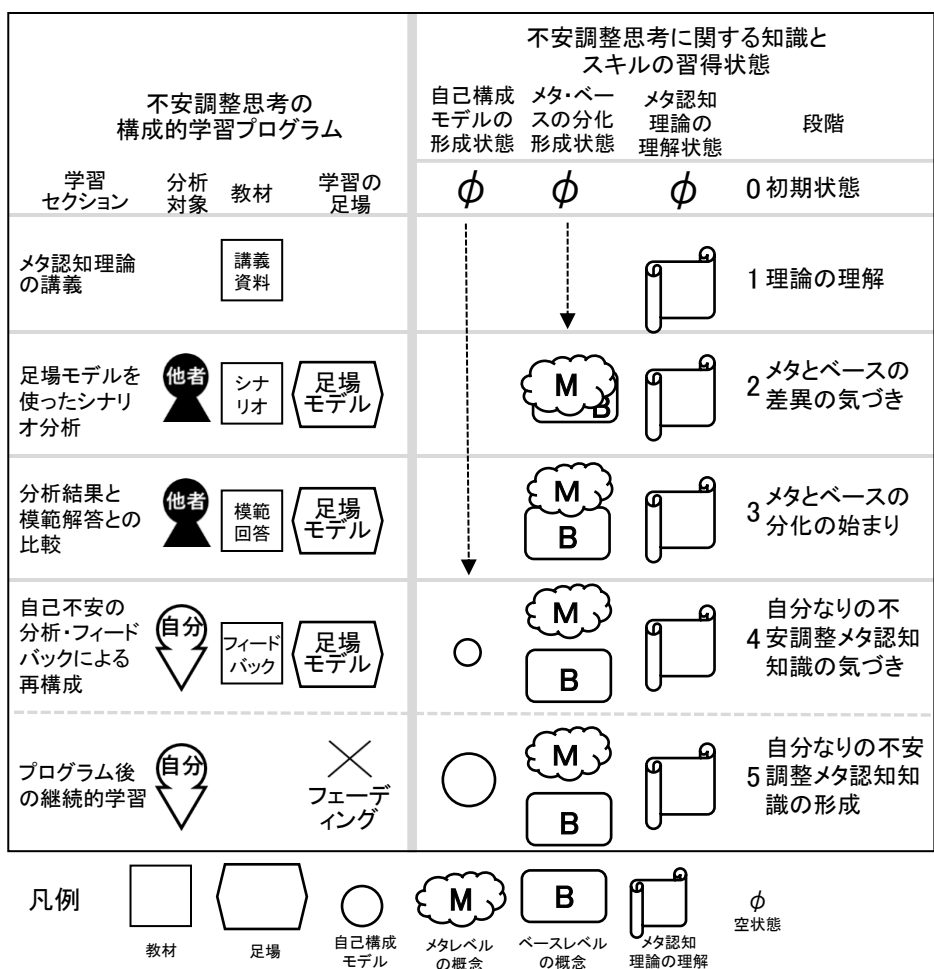 不安調整思考の
構成的学習プログラム
不安調整思考に関する知識と
スキルの習得状態
自己構成
モデルの
形成状態
メタ・ベー
スの分化
形成状態
メタ認知
理論の
理解状態
段階
学習
セクション
分析
対象
教材
学習の
足場
φ
φ
φ
0 初期状態
メタ認知理論
の講義
講義
資料
1 理論の理解
足場モデルを
使ったシナリ
オ分析
他者
シナ
リオ
足場
モデル
M
B
2 メタとベースの
差異の気づき
分析結果と
模範解答との
比較
他者
模範
回答
足場
モデル
M
B
3 メタとベースの
分化の始まり
自己不安の
分析・フィード
バックによる
再構成
自分
フィード
バック
足場
モデル
M
B
自分なりの不
4 安調整メタ認知
知識の気づき
プログラム後
の継続的学習
自分
フェーデ
ィング
M
B
自分なりの不安
5 調整メタ認知知
識の形成
凡例
教材
足場
自己構成
モデル
M
メタレベル
の概念
B
ベースレベル
の概念
メタ認知
理論の理解
φ
空状態